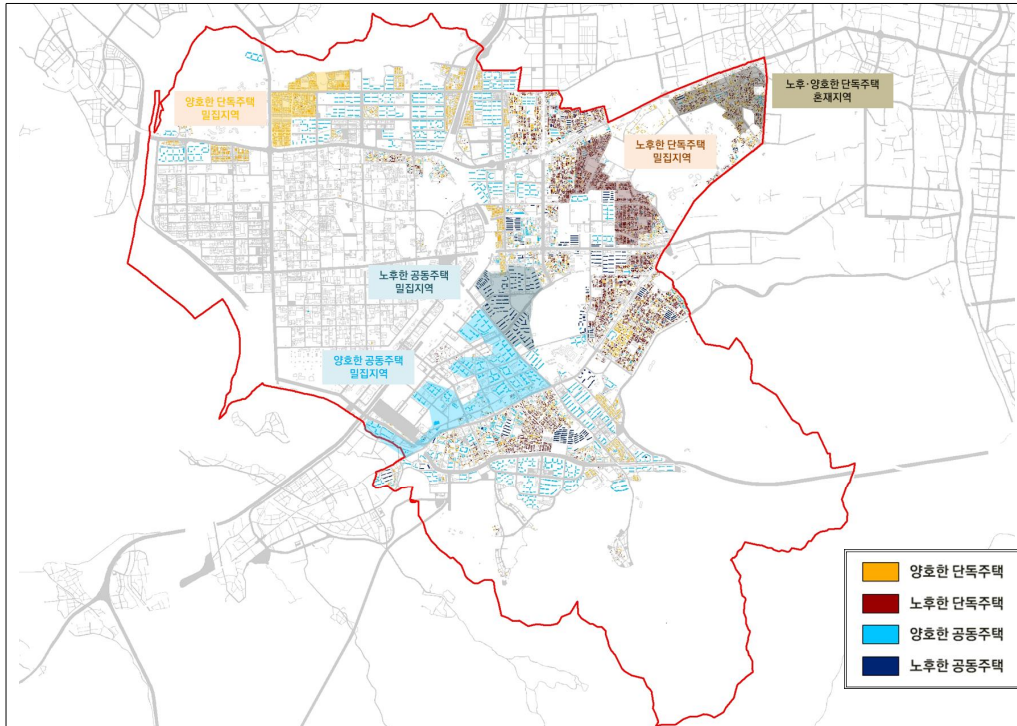 양호한 단독주택
밀집지역
노후·양호한 단독주택
혼재지역
노후한 단독주택
밀집지역
노후한 공동주택
밀집지역
양호한 공동주택
밀집지역
양호한 단독주택
노후한 단독주택
양호한 공동주택
노후한 공동주택